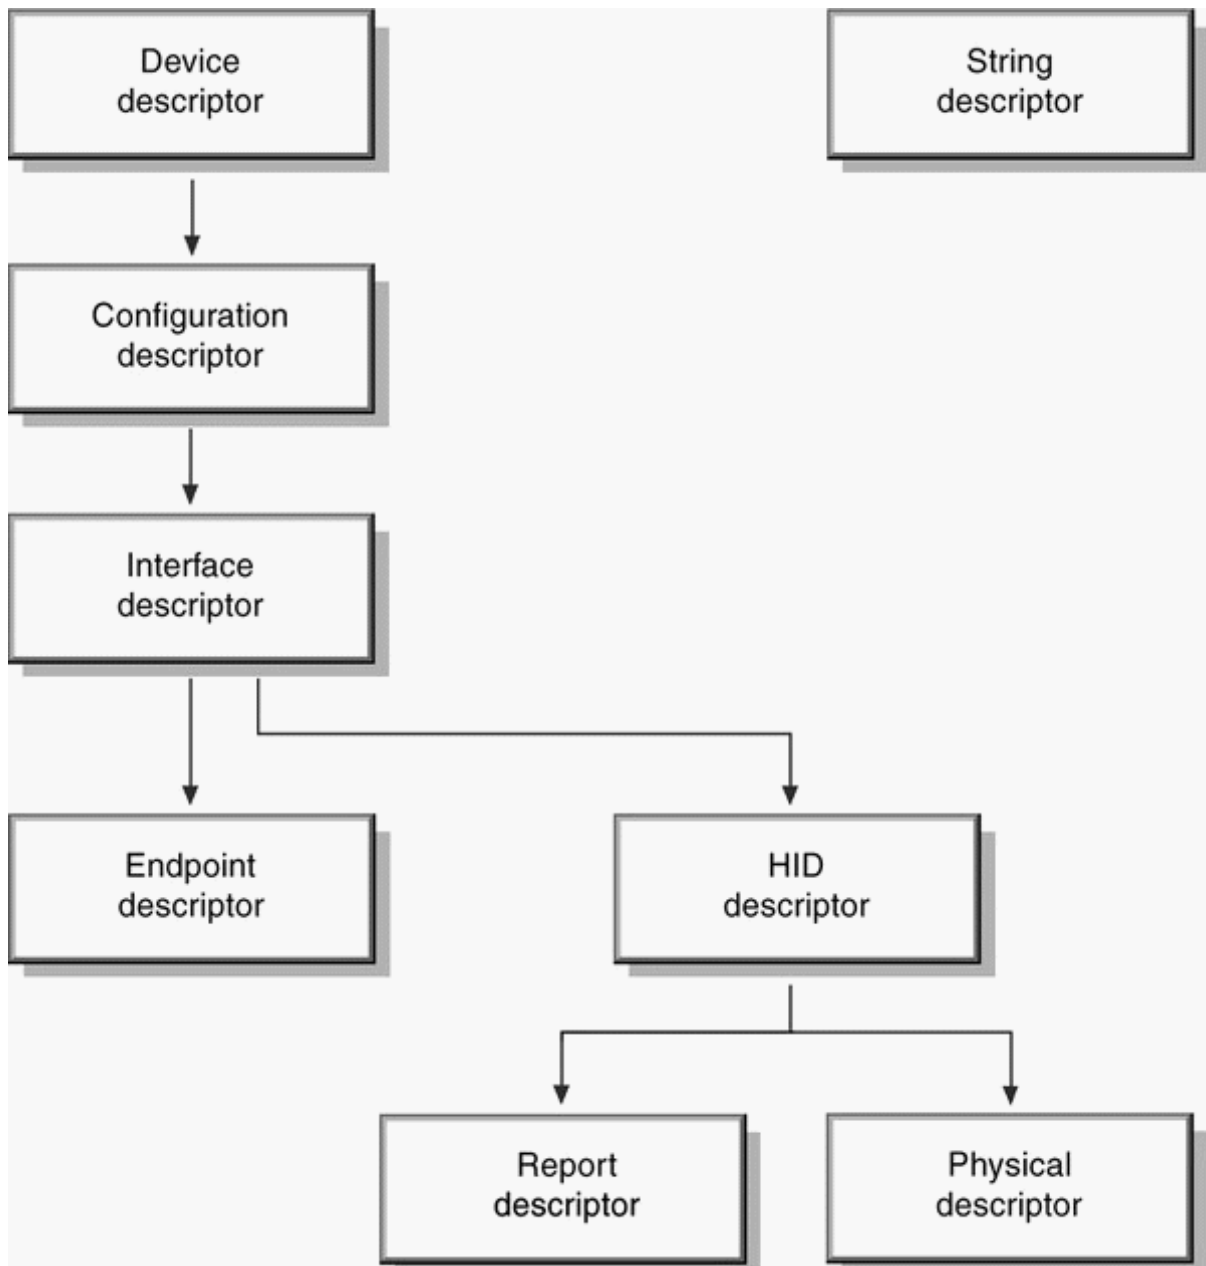 Device
descriptor
String
descriptor
Configuration
descriptor
Interface
descriptor
Endpoint
descriptor
HID
descriptor
Report
descriptor
Physical
descriptor